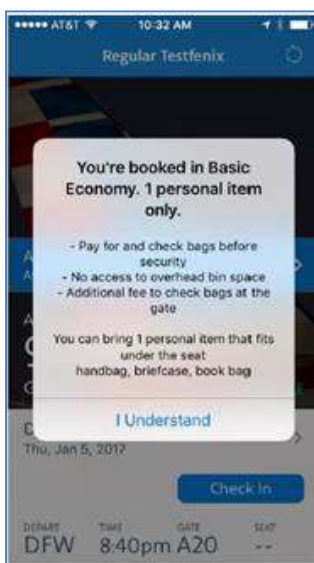 AT&T 10:32 AM
Regular Testfenix
You're booked in Basic
Economy. 1 personal item
only.
- Pay for and check bags before
security
- No access to overhead bin space
- Additional fee to check bags at the
gate
You can bring 1 personal item that fits
under the seat
handbag, briefcase, book bag
I Understand
Thu, Jan 5, 2017
Check In
DEPART TIME GATE SEAT
DFW 8:40pm A20 --